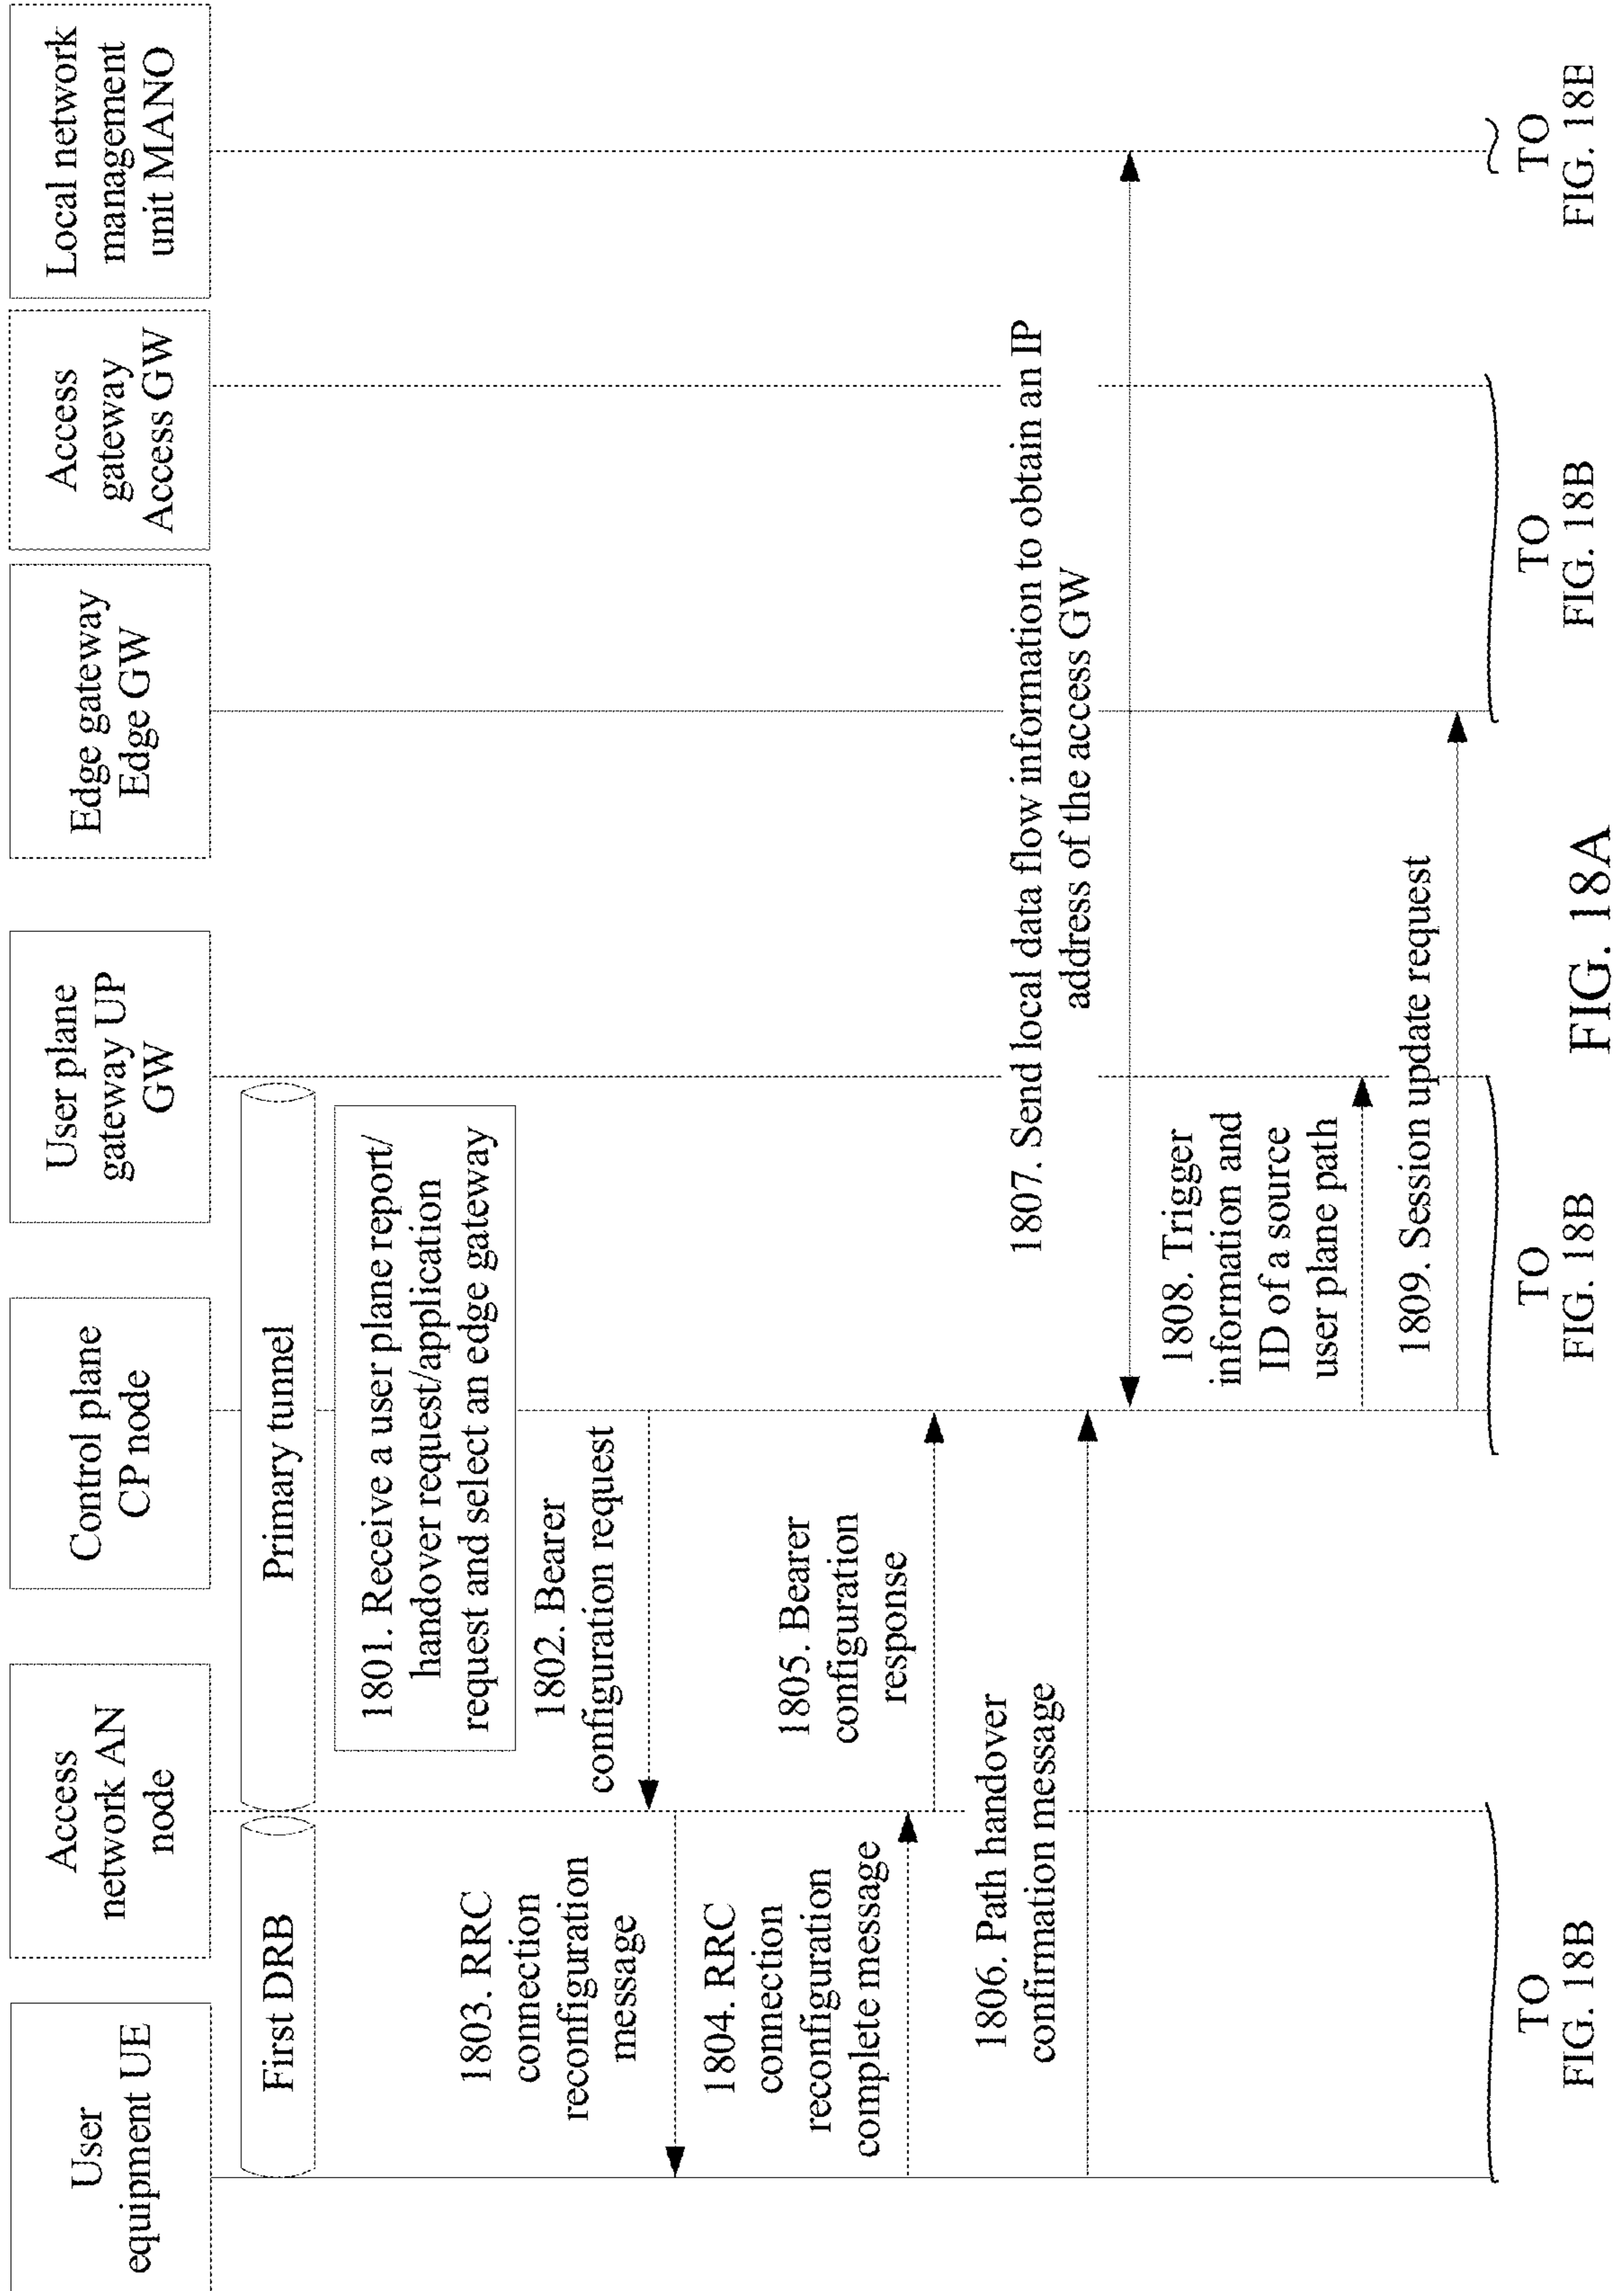 User
equipment UE
Access
network AN
node
Control plane
CP node
User plane
gateway UP
GW
Edge gateway
Edge GW
Access
gateway
Access GW
Local network
management
unit MANO
First DRB
Primary tunnel
1801. Receive a user plane report/
handover request/application
request and select an edge gateway
1802. Bearer
configuration request
1803. RRC
connection
reconfiguration
message
1804. RRC
connection
reconfiguration
complete message
1805. Bearer
configuration
response
1806. Path handover
confirmation message
1807. Send local data flow information to obtain an IP
address of the access GW
1808. Trigger
information and
ID of a source
user plane path
1809. Session update request
TO
FIG. 18B
TO
FIG. 18B
TO
FIG. 18B
TO
FIG. 18B
FIG. 18A